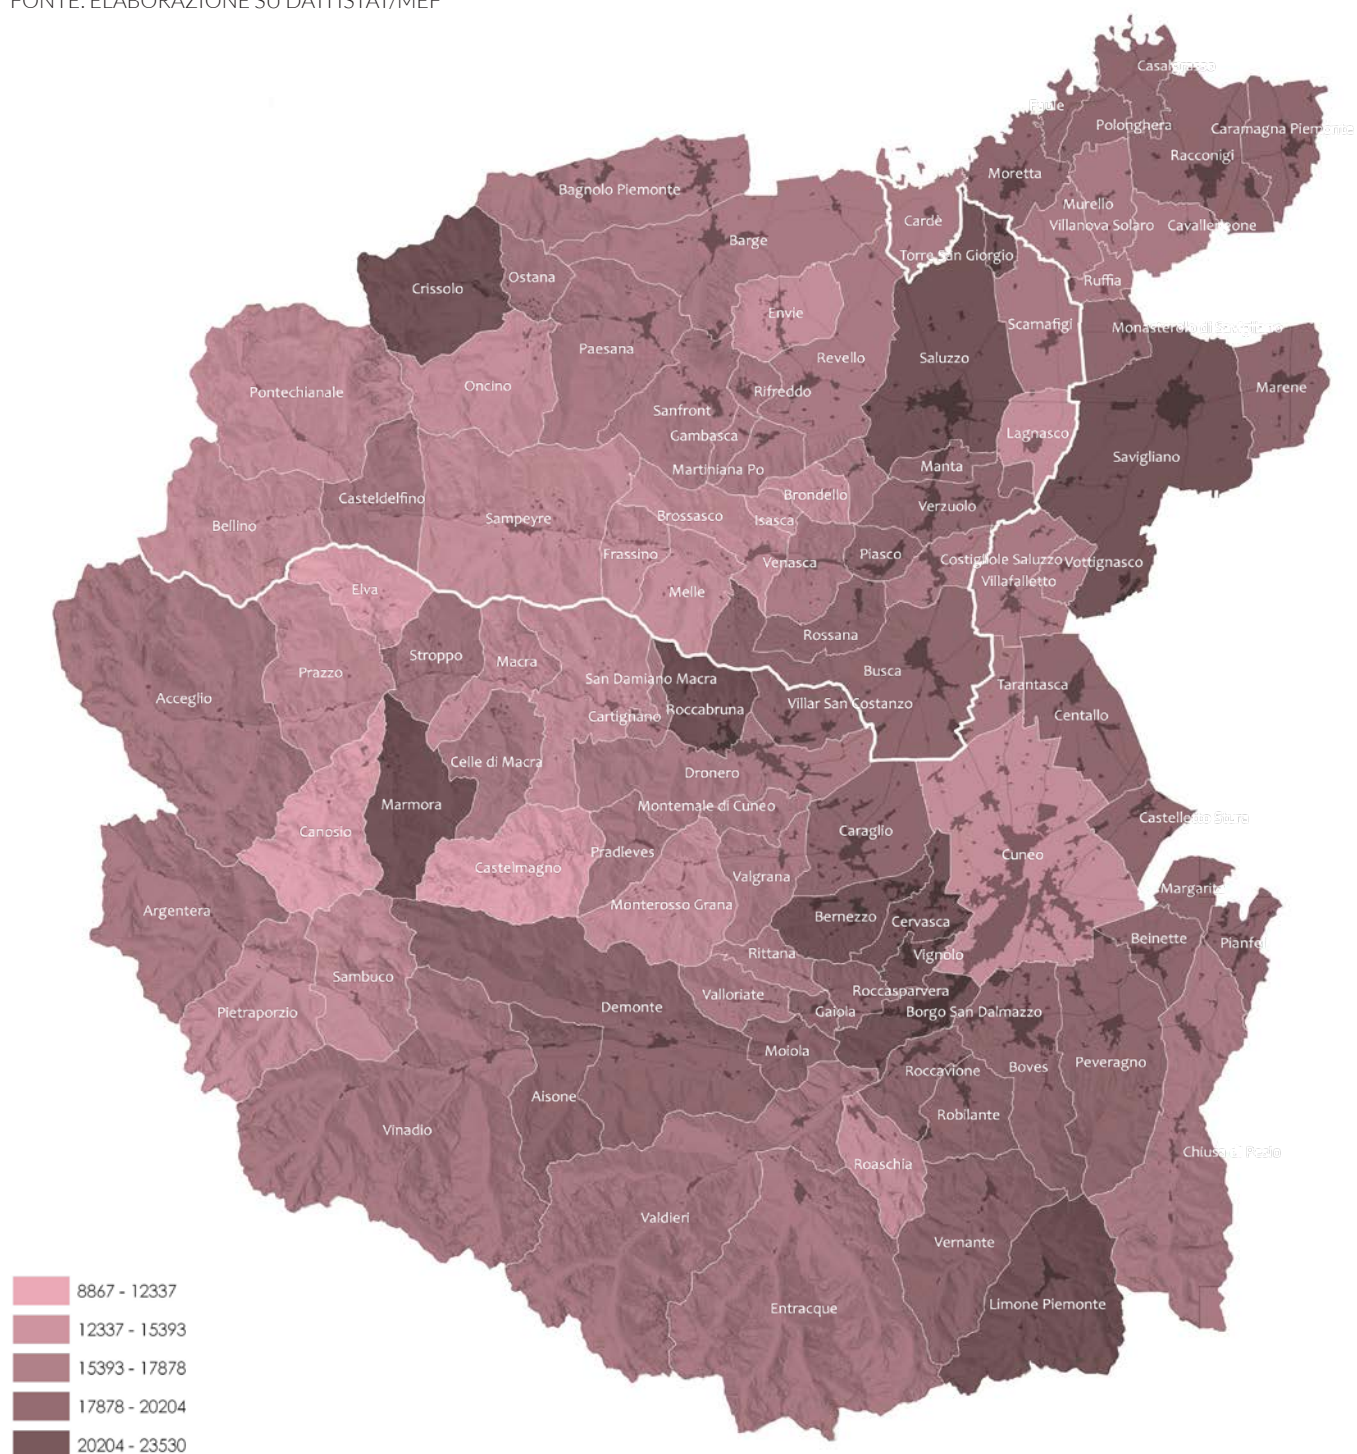 FONTE: ELABORAZIONE SU DATI ISTAT/MEF
Casalgrasso
Faule
Polonghera
Caramagna Piemonte
Racconigi
Moretta
Bagnolo Piemonte
Murello
Cardè
Villanova Solaro
Cavallerleone
Barge
Torre San Giorgio
Ostana
Ruffia
Crissolo
Envie
Scarnafigi
Monasterolo di Savigliano
Paesana
Revello
Saluzzo
Oncino
Marene
Pontechianale
Rifreddo
Sanfront
Gambasca
Lagnasco
Savigliano
Martiniana Po
Manta
Casteldelfino
Brondello
Verzuolo
Bellino
Sampeyre
Brossasco
Isasca
Frassino
Piasco
Costigliole Saluzzo
Venasca
Vottignasco
Villafalletto
Elva
Melle
Rossana
Stroppo
Macra
Busca
Prazzo
San Damiano Macra
Tarantasca
Acceglio
Roccabruna
Villar San Costanzo
Cartignano
Centallo
Celle di Macra
Dronero
Marmora
Montemale di Cuneo
Castelletto Stura
Canosio
Caraglio
Pradleves
Cuneo
Castelmagno
Valgrana
Margarita
Monterosso Grana
Argentera
Bernezzo
Cervasca
Beinette
Pianfei
Rittana
Vignolo
Sambuco
Valloriate
Roccasparvera
Demonte
Pietraporzio
Gaiola
Borgo San Dalmazzo
Moiola
Peveragno
Roccavione
Boves
Aisone
Robilante
Vinadio
Chiusa di Pesio
Roaschia
Valdieri
Vernante
Entracque
Limone Piemonte
8867 - 12337
12337 - 15393
15393 - 17878
17878 - 20204
20204 - 23530